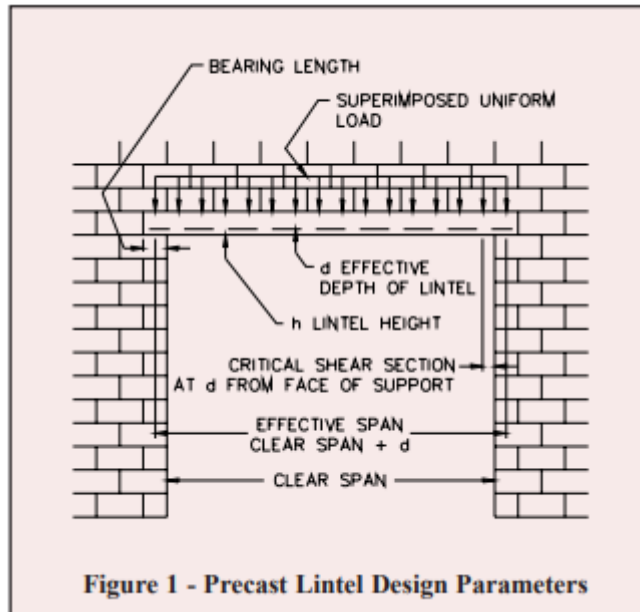 BEARING LENGTH
SUPERIMPOSED UNIFORM
LOAD
d EFFECTIVE
DEPTH OF LINTEL
h LINTEL HEIGHT
CRITICAL SHEAR SECTION
AT d FROM FACE OF SUPPORT
EFFECTIVE SPAN
CLEAR SPAN + d
CLEAR SPAN
Figure 1 - Precast Lintel Design Parameters